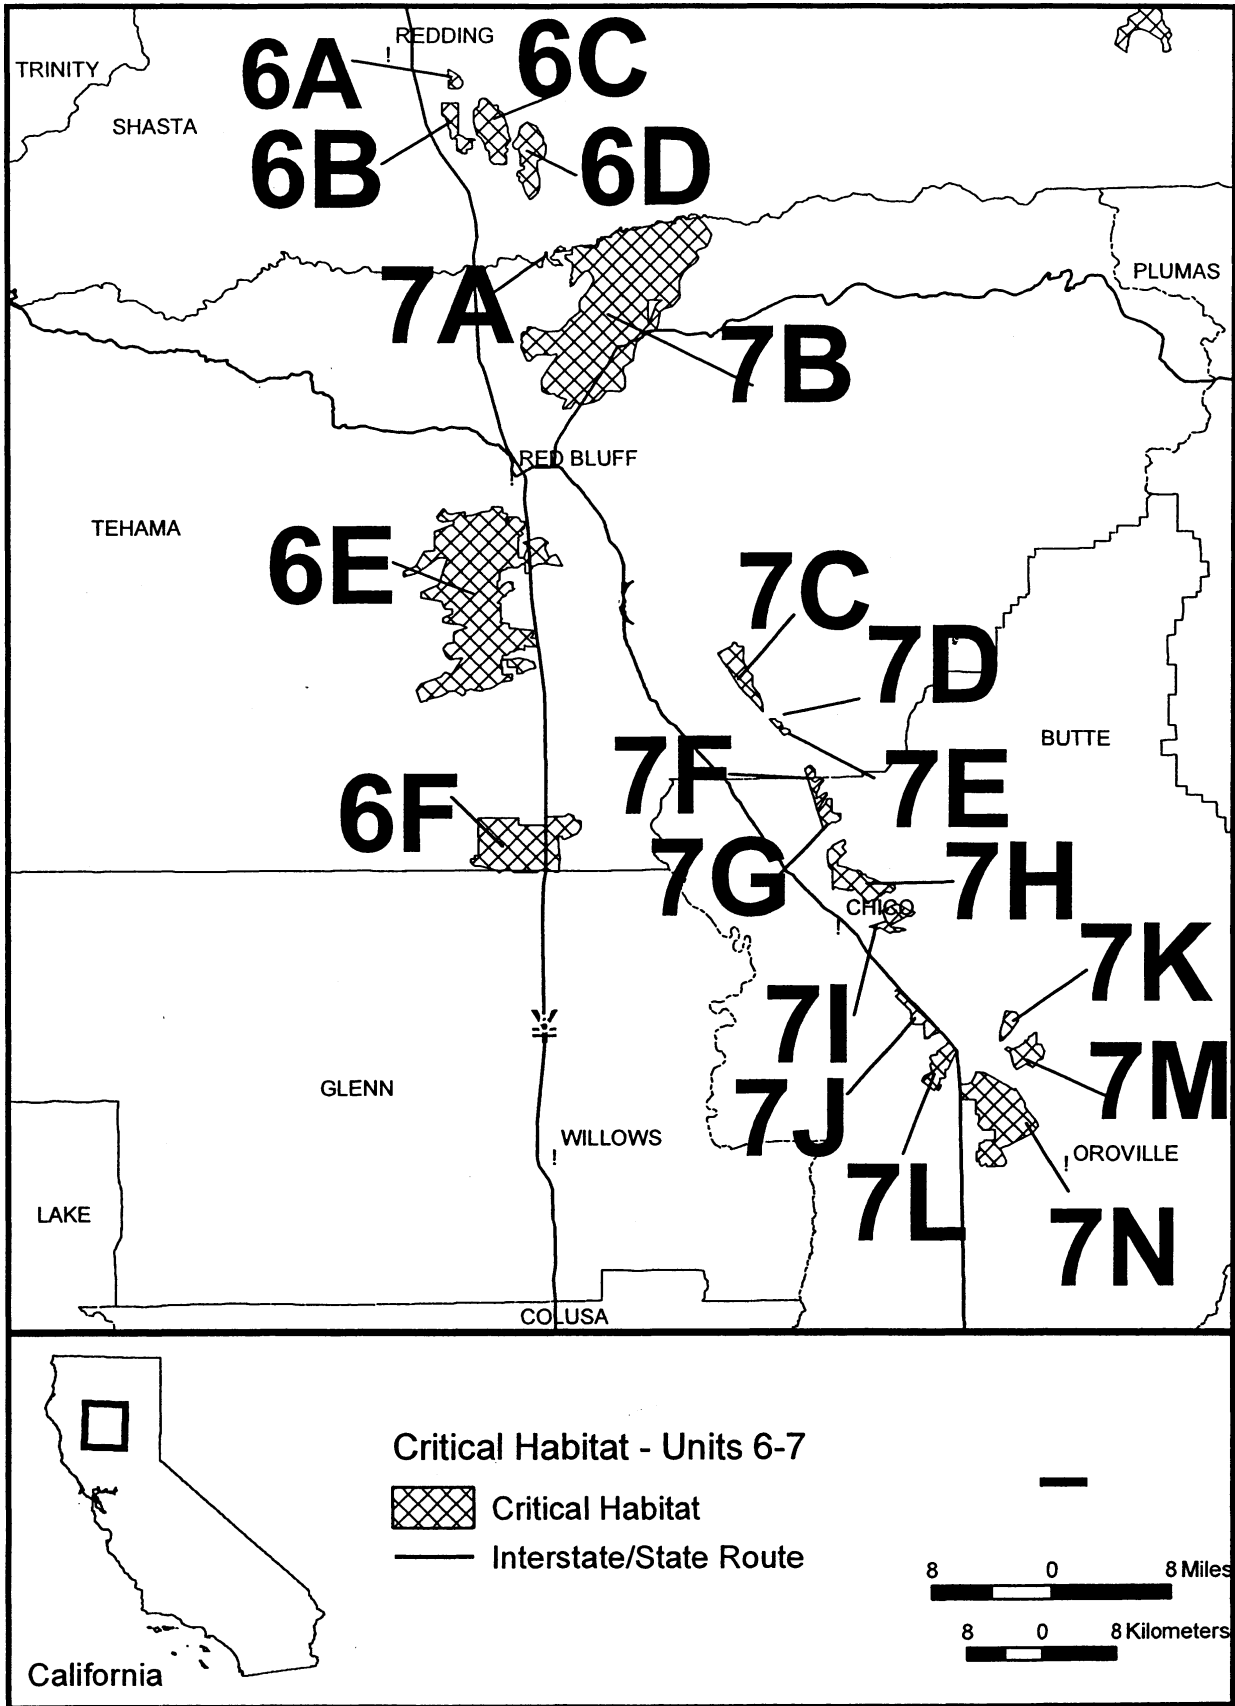 REDDING
!
6A
6C
TRINITY
SHASTA
6B
6D
PLUMAS
7A
7B
RED BLUFF
!
TEHAMA
6E
7C
7D
BUTTE
7F
7E
6F
7G
7H
CHICO
!
7K
7I
7M
GLENN
7J
WILLOWS
!
OROVILLE
!
7L
LAKE
7N
COLUSA
Critical Habitat - Units 6-7
Critical Habitat
Interstate/State Route
8 0 8 Miles
8 0 8 Kilometers
California